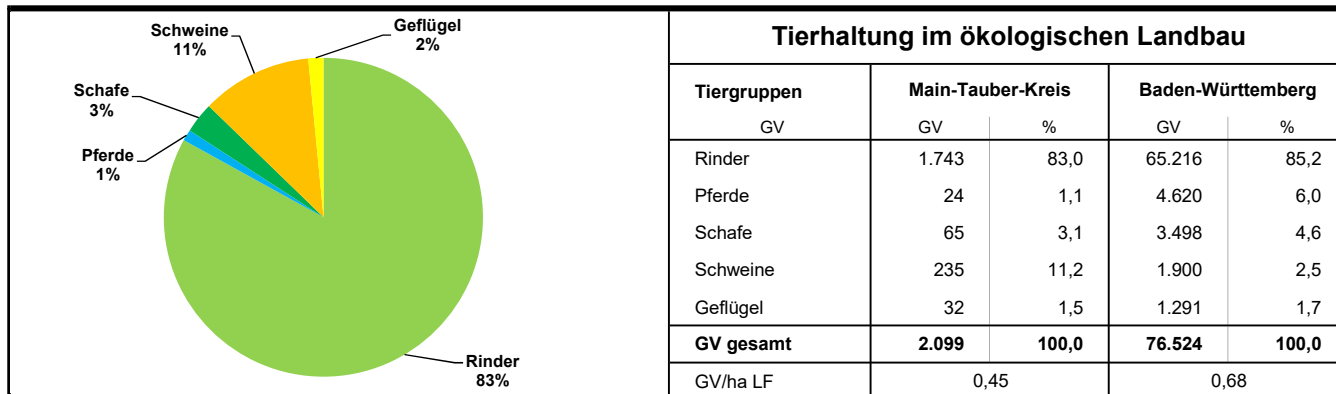 Geflügel
2%
Schweine
11%
Schafe
3%
Pferde
1%
Rinder
83%
Tierhaltung im ökologischen Landbau
Tiergruppen Main-Tauber-Kreis Baden-Württemberg
GV GV % GV %
Rinder 1.743 83,0 65.216 85,2
Pferde 24 1,1 4.620 6,0
Schafe 65 3,1 3.498 4,6
Schweine 235 11,2 1.900 2,5
Geflügel 32 1,5 1.291 1,7
GV gesamt 2.099 100,0 76.524 100,0
GV/ha LF 0,45 0,68